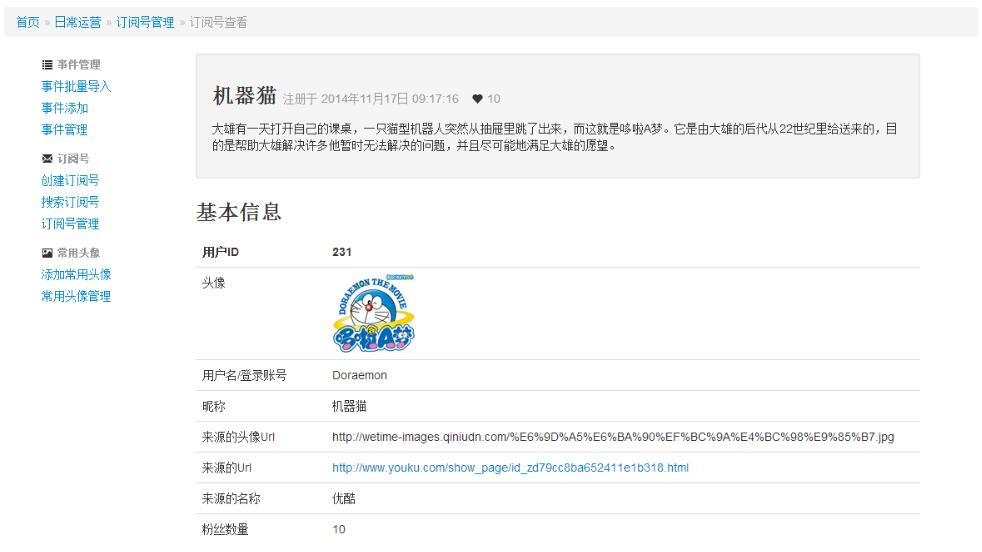 首页 » 日常运营 » 订阅号管理 » 订阅号查看
事件管理
事件批量导入
事件添加
事件管理
订阅号
创建订阅号
搜索订阅号
订阅号管理
常用头像
添加常用头像
常用头像管理
机器猫 注册于 2014年11月17日 09:17:16 10
大雄有一天打开自己的课桌，一只猫型机器人突然从抽屉里跳了出来，而这就是哆啦A梦。它是由大雄的后代从22世纪里给送来的，目
的是帮助大雄解决许多他暂时无法解决的问题，并且尽可能地满足大雄的愿望。
基本信息
用户ID 231
头像
DORAEMON THE MOVIE
哆啦A梦
用户名/登录账号 Doraemon
昵称 机器猫
来源的头像Url http://wetime-images.qiniudn.com/%E6%9D%A5%E6%BA%90%EF%BC%9A%E4%BC%98%E9%85%B7.jpg
来源的Url http://www.youku.com/show_page/id_zd79cc8ba652411e1b318.html
来源的名称 优酷
粉丝数量 10